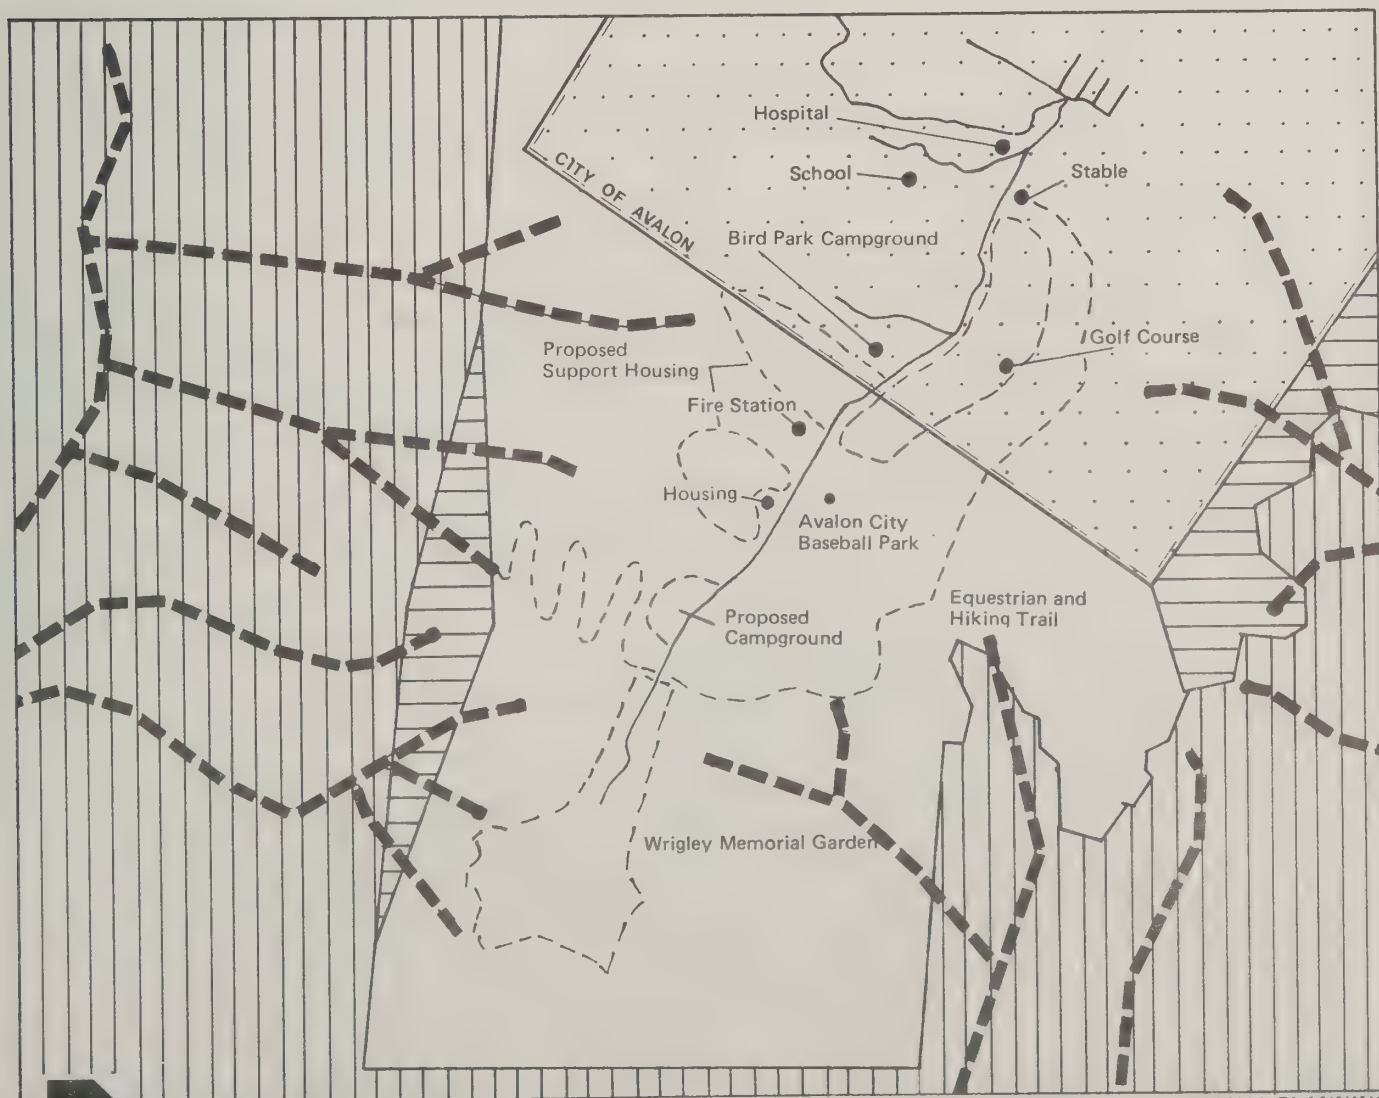 Hospital
School
Stable
CITY OF AVALON
Bird Park Campground
Golf Course
Proposed
Support Housing
Fire Station
Housing
Avalon City
Baseball Park
Equestrian and
Hiking Trail
Proposed
Campground
Wrigley Memorial Garden